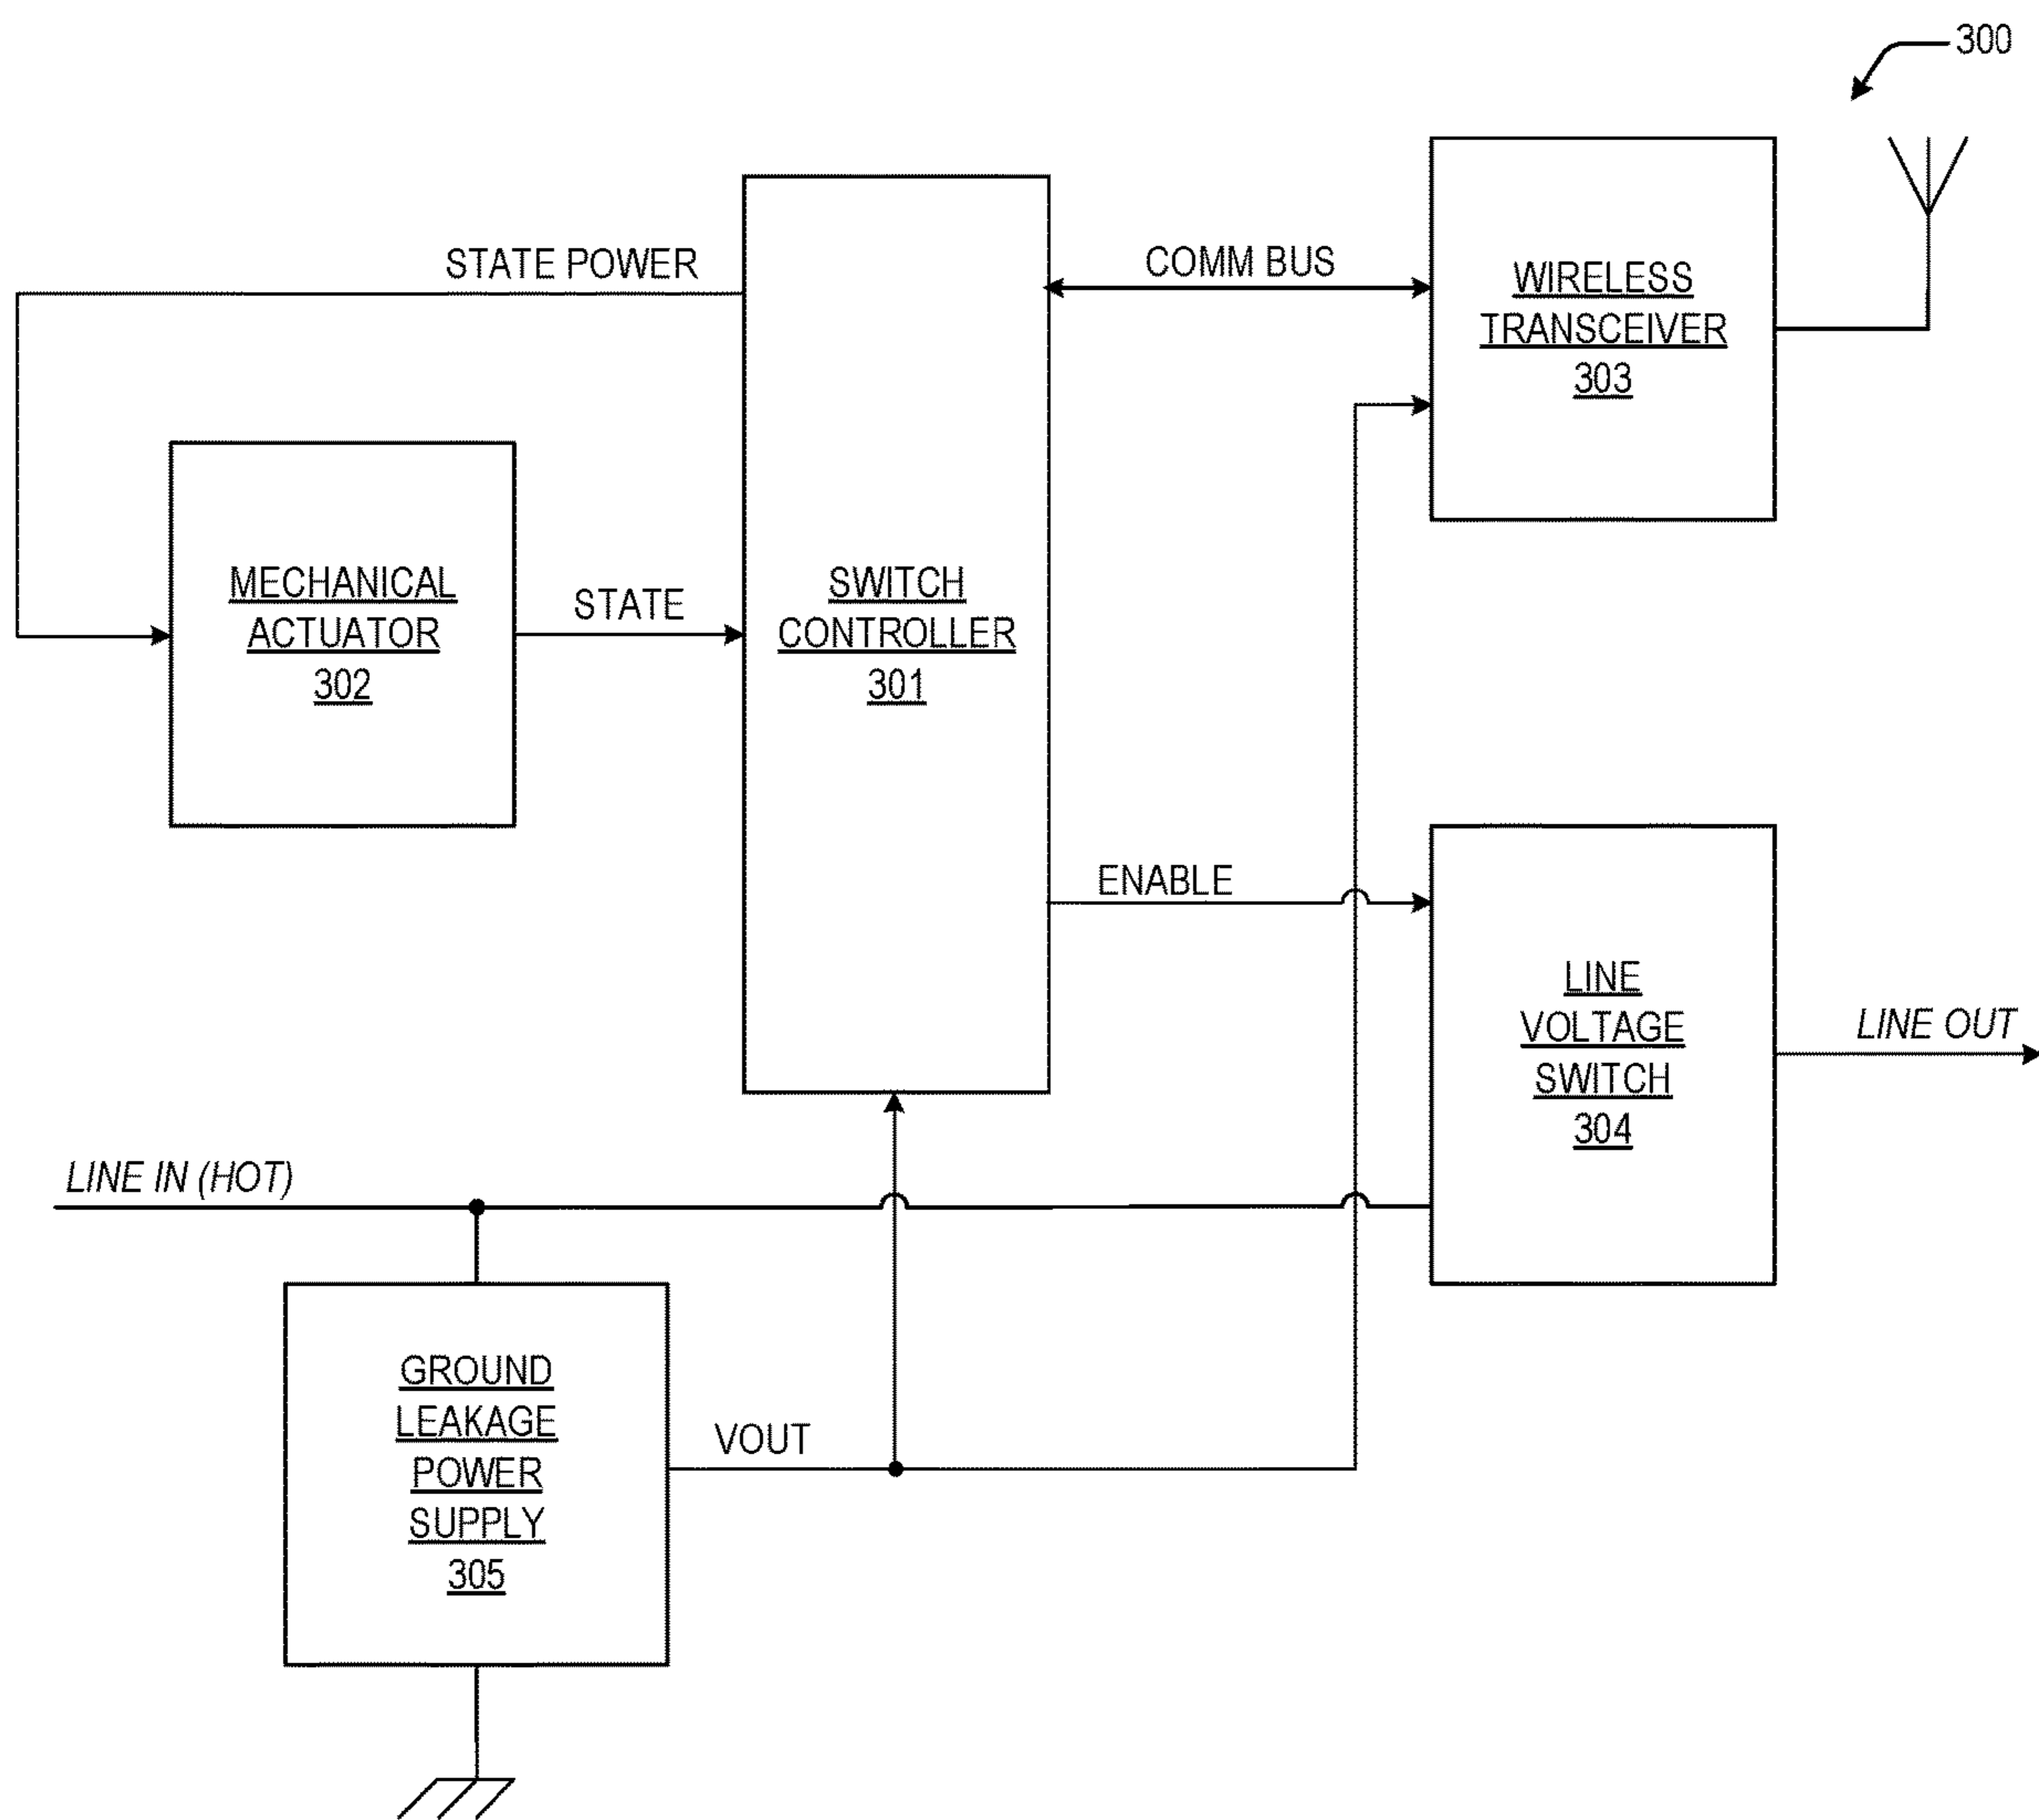 300
STATE POWER
COMM BUS
WIRELESS
TRANSCEIVER
303
MECHANICAL
ACTUATOR
302
STATE
SWITCH
CONTROLLER
301
ENABLE
LINE
VOLTAGE
SWITCH
304
LINE OUT
LINE IN (HOT)
GROUND
LEAKAGE
POWER
SUPPLY
305
VOUT